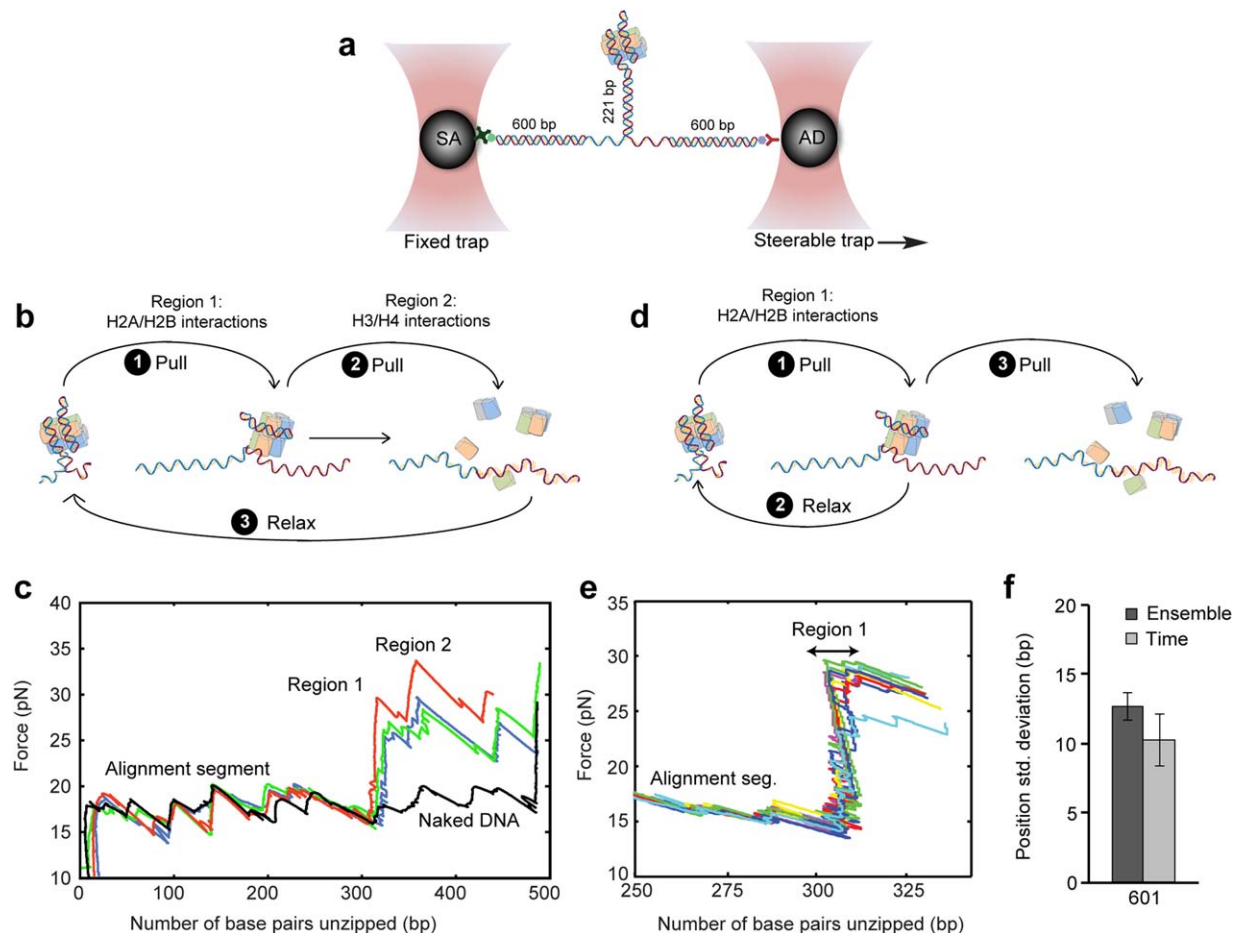 a
SA
600 bp
221 bp
600 bp
AD
Fixed trap
Steerable trap
b
Region 1:
H2A/H2B interactions
Region 2:
H3/H4 interactions
1 Pull
2 Pull
3 Relax
d
Region 1:
H2A/H2B interactions
1 Pull
3 Pull
2 Relax
c
Force (pN)
40
35
30
25
20
15
10
Region 2
Region 1
Alignment segment
Naked DNA
0
100
200
300
400
500
Number of base pairs unzipped (bp)
e
Force (pN)
35
30
25
20
15
10
Region 1
Alignment seg.
250
275
300
325
Number of base pairs unzipped (bp)
f
Position std. deviation (bp)
20
15
10
5
0
Ensemble
Time
601